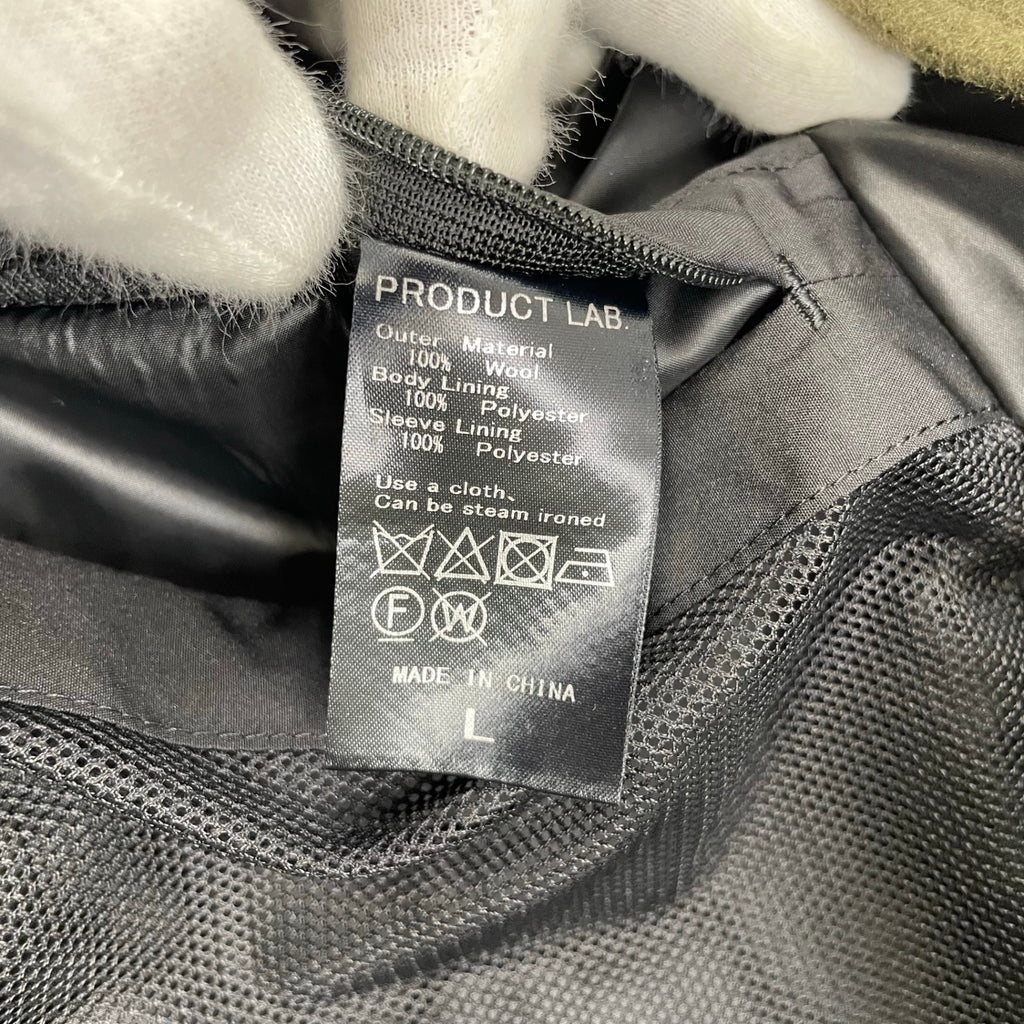 PRODUCT LAB.
Outer Material
100% Wool
Body Lining
100% Polyester
Sleeve Lining
100% Polyester
Use a cloth、
Can be steam ironed
F W
MADE IN CHINA
L